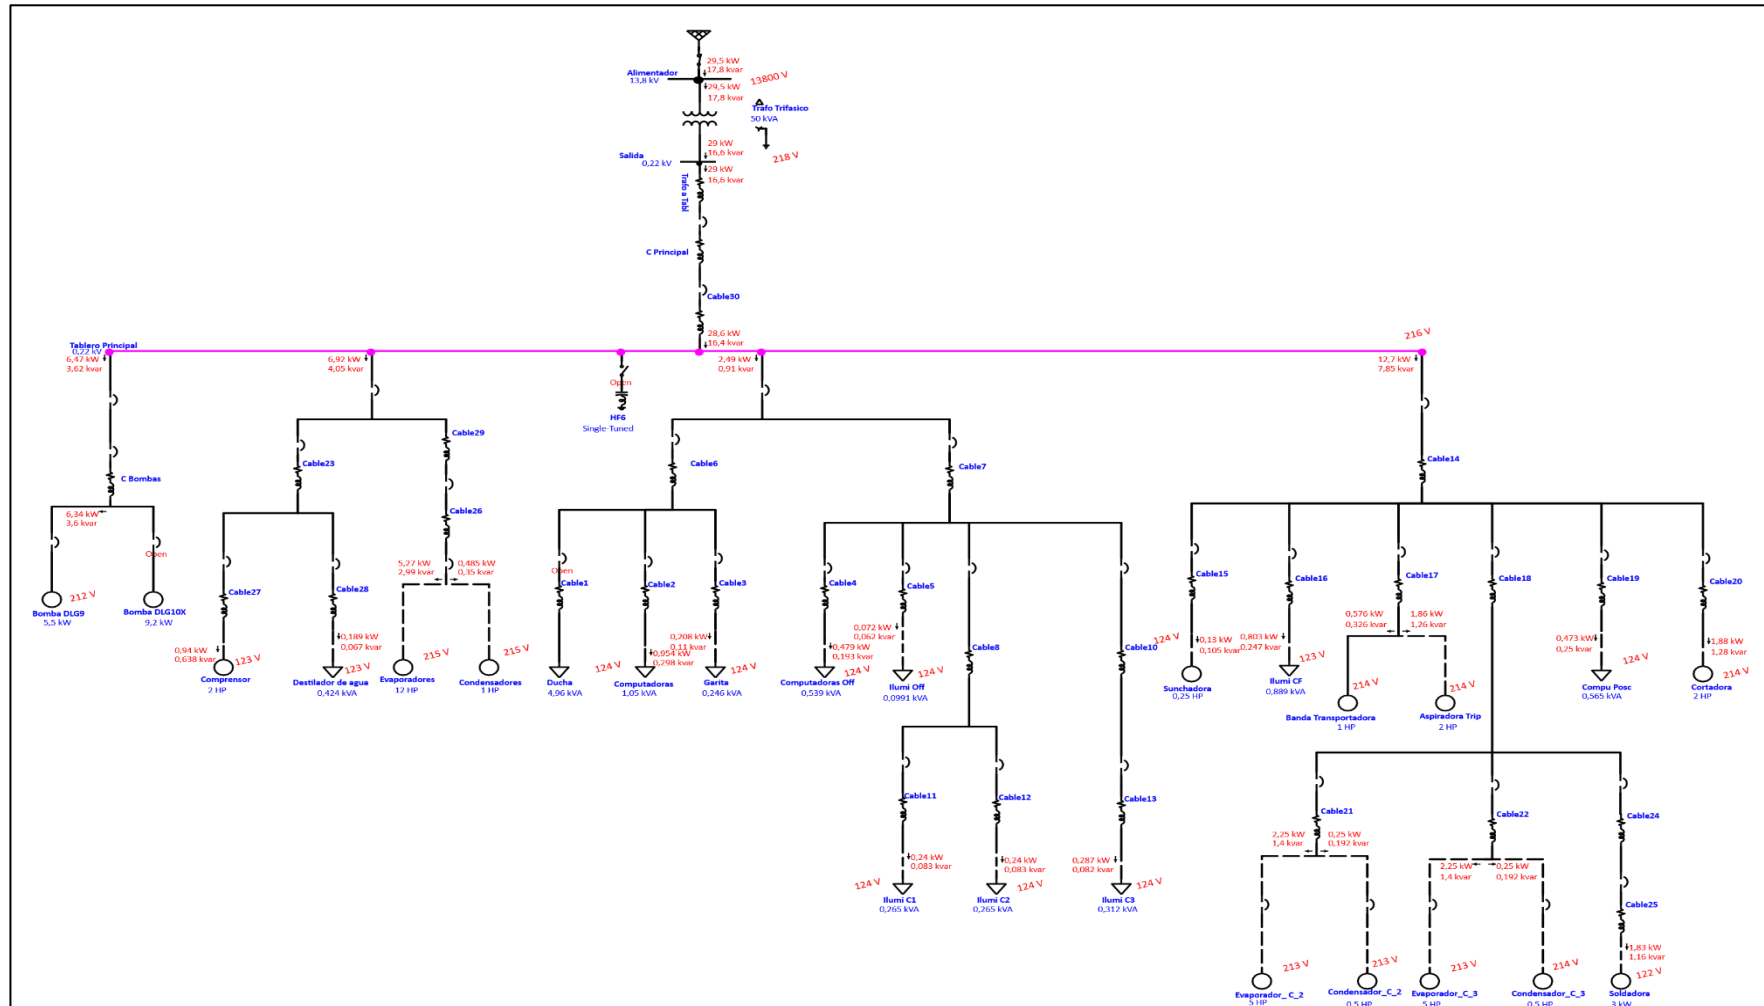 29,5 kW
17,8 kvar
Alimentador
13,8 kV
13800 V
29,5 kW
17,8 kvar
Trafo Trifasico
50 kVA
29 kW
16,6 kvar
218 V
Salida
0,22 kV
29 kW
16,6 kvar
Trafo a Tabl
C Principal
Cable30
28,6 kW
16,4 kvar
216 V
Tablero Principal
0,22 kV
6,47 kW
3,62 kvar
6,92 kW
4,05 kvar
2,49 kW
0,91 kvar
12,7 kW
7,85 kvar
Open
HF6
Single-Tuned
Cable29
Cable23
Cable6
Cable7
Cable14
C Bombas
Cable26
6,34 kW
3,6 kvar
Open
5,27 kW
2,99 kvar
0,485 kW
0,35 kvar
Open
Cable1
Cable2
Cable3
Cable4
Cable5
Cable15
Cable16
Cable17
Cable18
Cable19
Cable20
Cable27
Cable28
212 V
Bomba DLG9
5,5 kW
Bomba DLG10X
9,2 kW
0,94 kW
0,638 kvar
123 V
Comprensor
2 HP
0,189 kW
0,067 kvar
123 V
Destilador de agua
0,424 kVA
215 V
Evaporadores
12 HP
215 V
Condensadores
1 HP
Ducha
4,96 kVA
124 V
0,954 kW
0,298 kvar
Computadoras
1,05 kVA
0,208 kW
0,11 kvar
124 V
Garita
0,246 kVA
0,479 kW
0,193 kvar
124 V
Computadoras Off
0,539 kVA
0,072 kW
0,062 kvar
124 V
Ilumi Off
0,0991 kVA
Cable8
Cable10
124 V
0,13 kW
0,105 kvar
Sunchadora
0,25 HP
0,803 kW
0,247 kvar
123 V
Ilumi CF
0,889 kVA
0,576 kW
0,326 kvar
1,86 kW
1,26 kvar
214 V
Banda Transportadora
1 HP
214 V
Aspiradora Trip
2 HP
0,473 kW
0,25 kvar
124 V
Compu Posc
0,565 kVA
1,88 kW
1,28 kvar
214 V
Cortadora
2 HP
Cable11
Cable12
Cable13
Cable21
Cable22
Cable24
0,24 kW
0,083 kvar
124 V
Ilumi C1
0,265 kVA
0,24 kW
0,083 kvar
124 V
Ilumi C2
0,265 kVA
0,287 kW
0,082 kvar
124 V
Ilumi C3
0,312 kVA
2,25 kW
1,4 kvar
0,25 kW
0,192 kvar
2,25 kW
1,4 kvar
0,25 kW
0,192 kvar
Cable25
1,83 kW
1,16 kvar
213 V
Evaporador_ C_2
5 HP
213 V
Condensador_C_2
0,5 HP
213 V
Evaporador_C_3
5 HP
214 V
Condensador_C_3
0,5 HP
122 V
Soldadora
3 kW